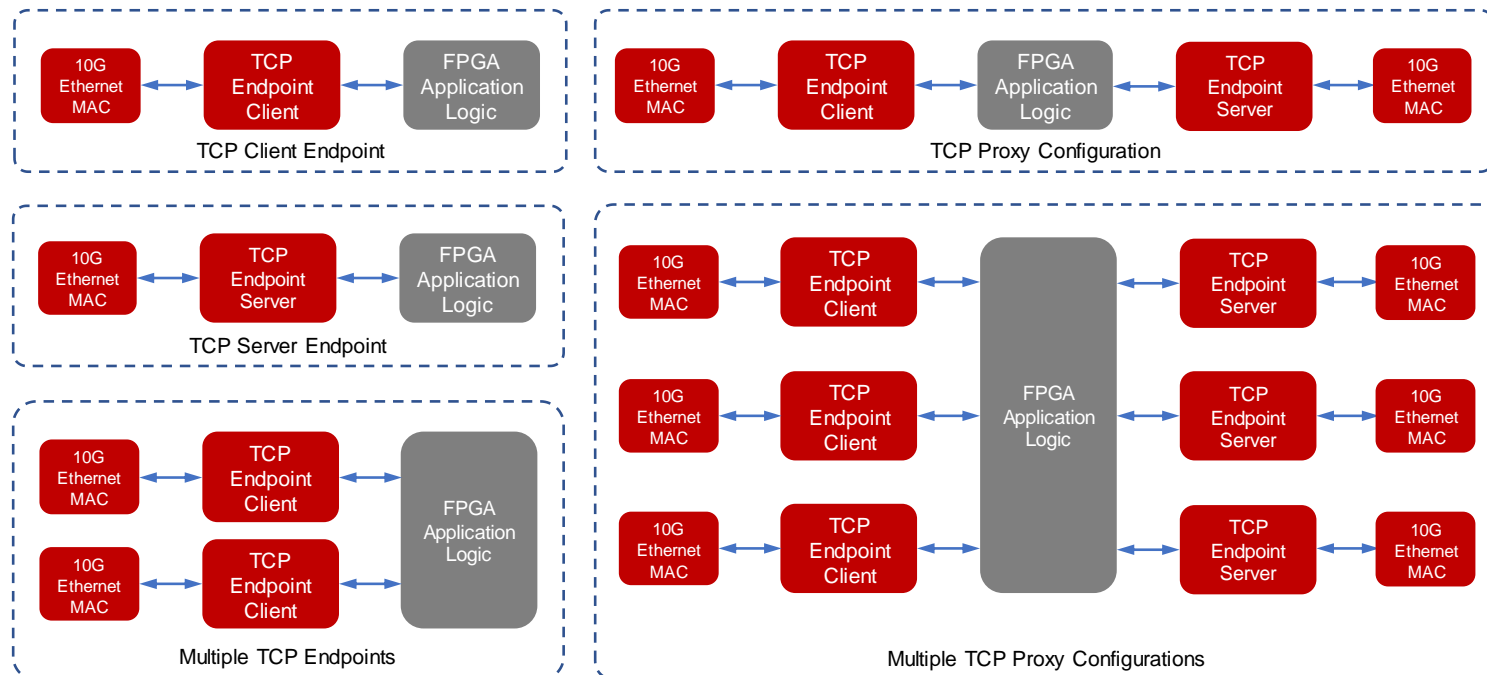 10G
Ethernet
MAC
TCP
Endpoint
Client
FPGA
Application
Logic
TCP Client Endpoint
10G
Ethernet
MAC
TCP
Endpoint
Client
FPGA
Application
Logic
TCP
Endpoint
Server
10G
Ethernet
MAC
TCP Proxy Configuration
10G
Ethernet
MAC
TCP
Endpoint
Server
FPGA
Application
Logic
TCP Server Endpoint
10G
Ethernet
MAC
TCP
Endpoint
Client
10G
Ethernet
MAC
TCP
Endpoint
Client
FPGA
Application
Logic
Multiple TCP Endpoints
10G
Ethernet
MAC
TCP
Endpoint
Client
TCP
Endpoint
Server
10G
Ethernet
MAC
10G
Ethernet
MAC
TCP
Endpoint
Client
FPGA
Application
Logic
TCP
Endpoint
Server
10G
Ethernet
MAC
10G
Ethernet
MAC
TCP
Endpoint
Client
TCP
Endpoint
Server
10G
Ethernet
MAC
Multiple TCP Proxy Configurations